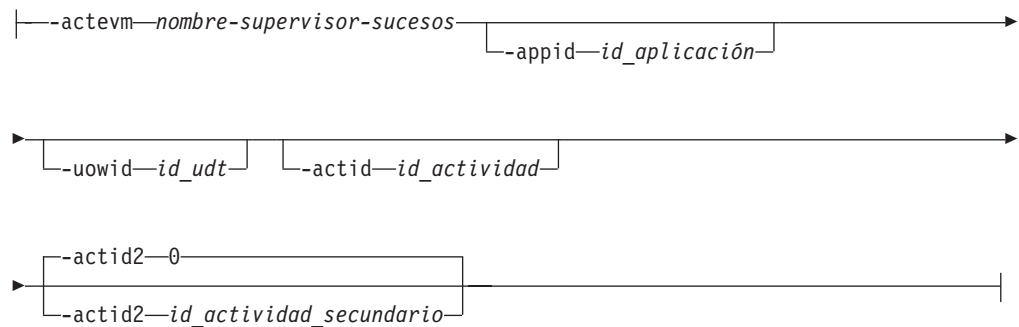 -actevm nombre-supervisor-sucesos
-appid id_aplicación
-uowid id_udt -actid id_actividad
-actid2 0
-actid2 id_actividad_secundario